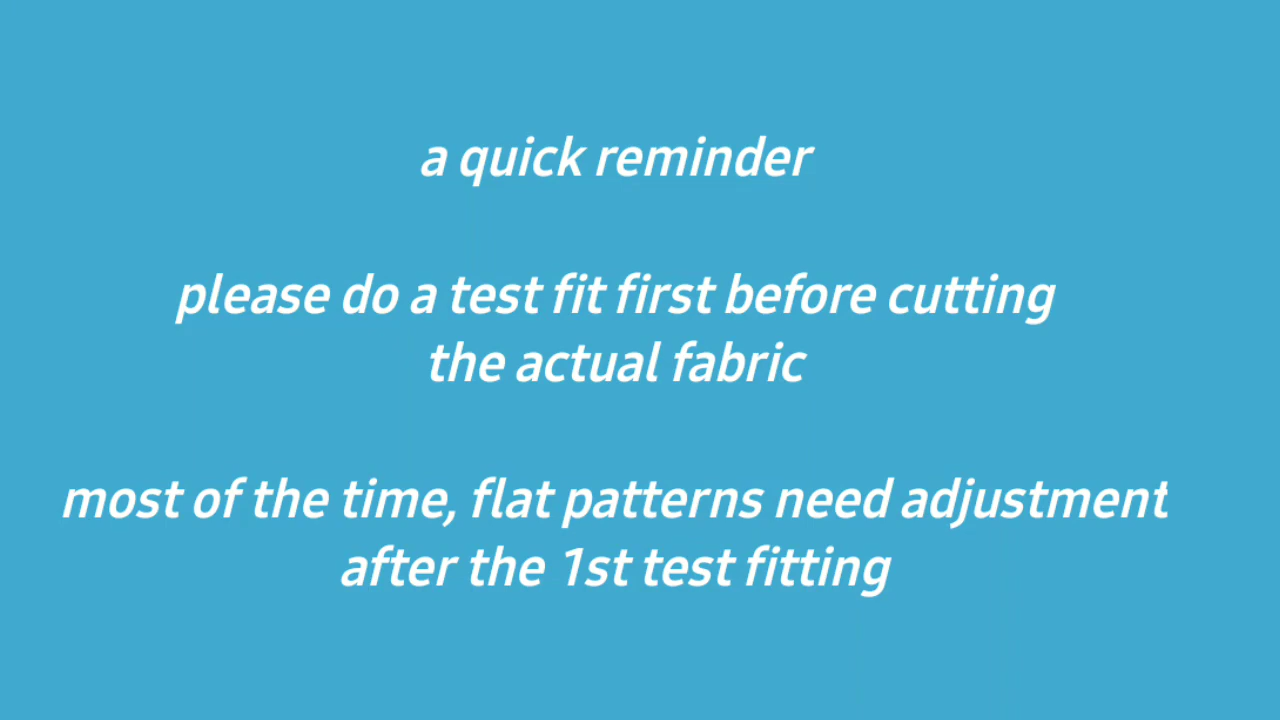 a quick reminder
please do a test fit first before cutting
the actual fabric
most of the time, flat patterns need adjustment
after the 1st test fitting